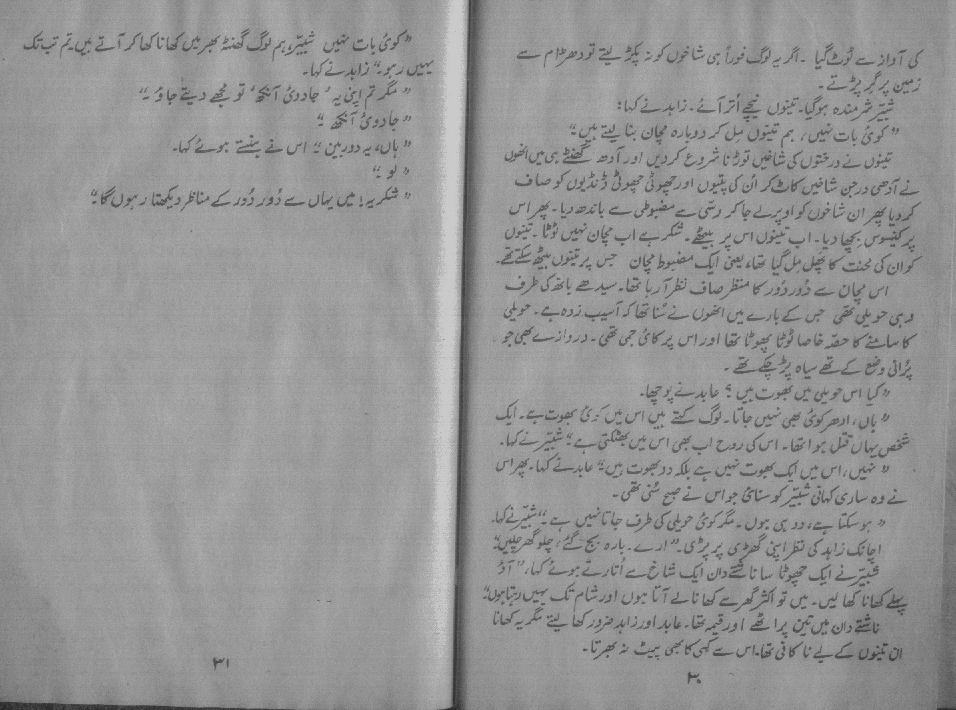 کی آواز سے ٹوٹ گیا۔ اگر یہ لوگ فوراً ہی شاخوں کو نہ پکڑ لیتے تو دھڑام سے
زمین پر گر پڑتے۔
شبیر شرمندہ ہوگیا۔ تینوں نیچے اُتر آئے۔ زاہد نے کہا:
”کوئی بات نہیں، ہم تینوں مِل کر دوبارہ مچان بنا لیتے ہیں۔“
تینوں نے درختوں کی شاخیں توڑنا شروع کر دیں اور آدھ گھنٹے ہی میں انھوں
نے آدھی درجن شاخیں کاٹ کر اُن کی پتیوں اور چھوٹی چھوٹی ڈنڈیوں کو صاف
کر دیا پھر ان شاخوں کو اوپر لے جا کر رسّی سے مضبوطی سے باندھ دیا۔ پھر اس
پر کینوس بچھا دیا۔ اب تینوں اس پر بیٹھے۔ شکر ہے اب مچان نہیں ٹوٹا۔ تینوں
کو ان کی محنت کا پھل مِل گیا تھا، یعنی ایک مضبوط مچان جس پر تینوں بیٹھ سکتے تھے۔
اس مچان سے دُور دُور کا منظر صاف نظر آرہا تھا۔ سیدھے ہاتھ کی طرف
وہی حویلی تھی جس کے بارے میں انھوں نے سُنا تھا کہ آسیب زدہ ہے۔ حویلی
کا سامنے کا حصّہ خاصا ٹوٹا پھوٹا تھا اور اس پر کائی جمی تھی۔ دروازے بھی جو
پُرانی وضع کے تھے سیاہ پڑ چکے تھے۔
”کیا اس حویلی میں بھوت ہیں؟ عابد نے پوچھا۔
”ہاں، ادھر کوئی بھی نہیں جاتا۔ لوگ کہتے ہیں اس میں کوئی بھوت ہے۔ ایک
شخص یہاں قتل ہوا تھا۔ اس کی روح اب بھی اس میں بھٹکتی ہے۔“ شبیر نے کہا۔
”نہیں، اس میں ایک بھوت نہیں ہے بلکہ دو بھوت ہیں۔“ عابد نے کہا۔ پھر اس
نے وہ ساری کہانی شبیر کو سنائی جو اس نے صبح سُنی تھی۔
”ہو سکتا ہے، دو ہی ہوں۔ مگر کوئی حویلی کی طرف جاتا نہیں ہے۔“ شبیر نے کہا۔
اچانک زاہد کی نظر اپنی گھڑی پر پڑی۔ ”ارے۔ بارہ بج گئے، چلو گھر چلیں۔“
شبیر نے ایک چھوٹا سا ناشتے دان ایک شاخ سے اُتارتے ہوئے کہا، ”آؤ
پہلے کھانا کھا لیں۔ میں تو اکثر گھر سے کھانا لے آتا ہوں اور شام تک یہیں رہتا ہوں۔“
ناشتے دان میں تین پراٹھے اور قیمہ تھا۔ عابد اور زاہد ضرور کھا لیتے مگر یہ کھانا
ان تینوں کے لیے ناکافی تھا۔ اس سے کسی کا بھی پیٹ نہ بھرتا۔
۳۰
”کوئی بات نہیں شبیر، ہم لوگ گھنٹہ بھر میں کھانا کھا کر آتے ہیں۔ تم تب تک
یہیں رہو۔“ زاہد نے کہا۔
”مگر تم اپنی یہ ’جادوئی آنکھ‘ تو مجھے دیتے جاؤ۔“
”جادوئی آنکھ۔“
”ہاں، یہ دوربین۔“ اس نے ہنستے ہوئے کہا۔
”لو۔“
”شکریہ! میں یہاں سے دُور دُور کے مناظر دیکھتا رہوں گا۔“
۳۱